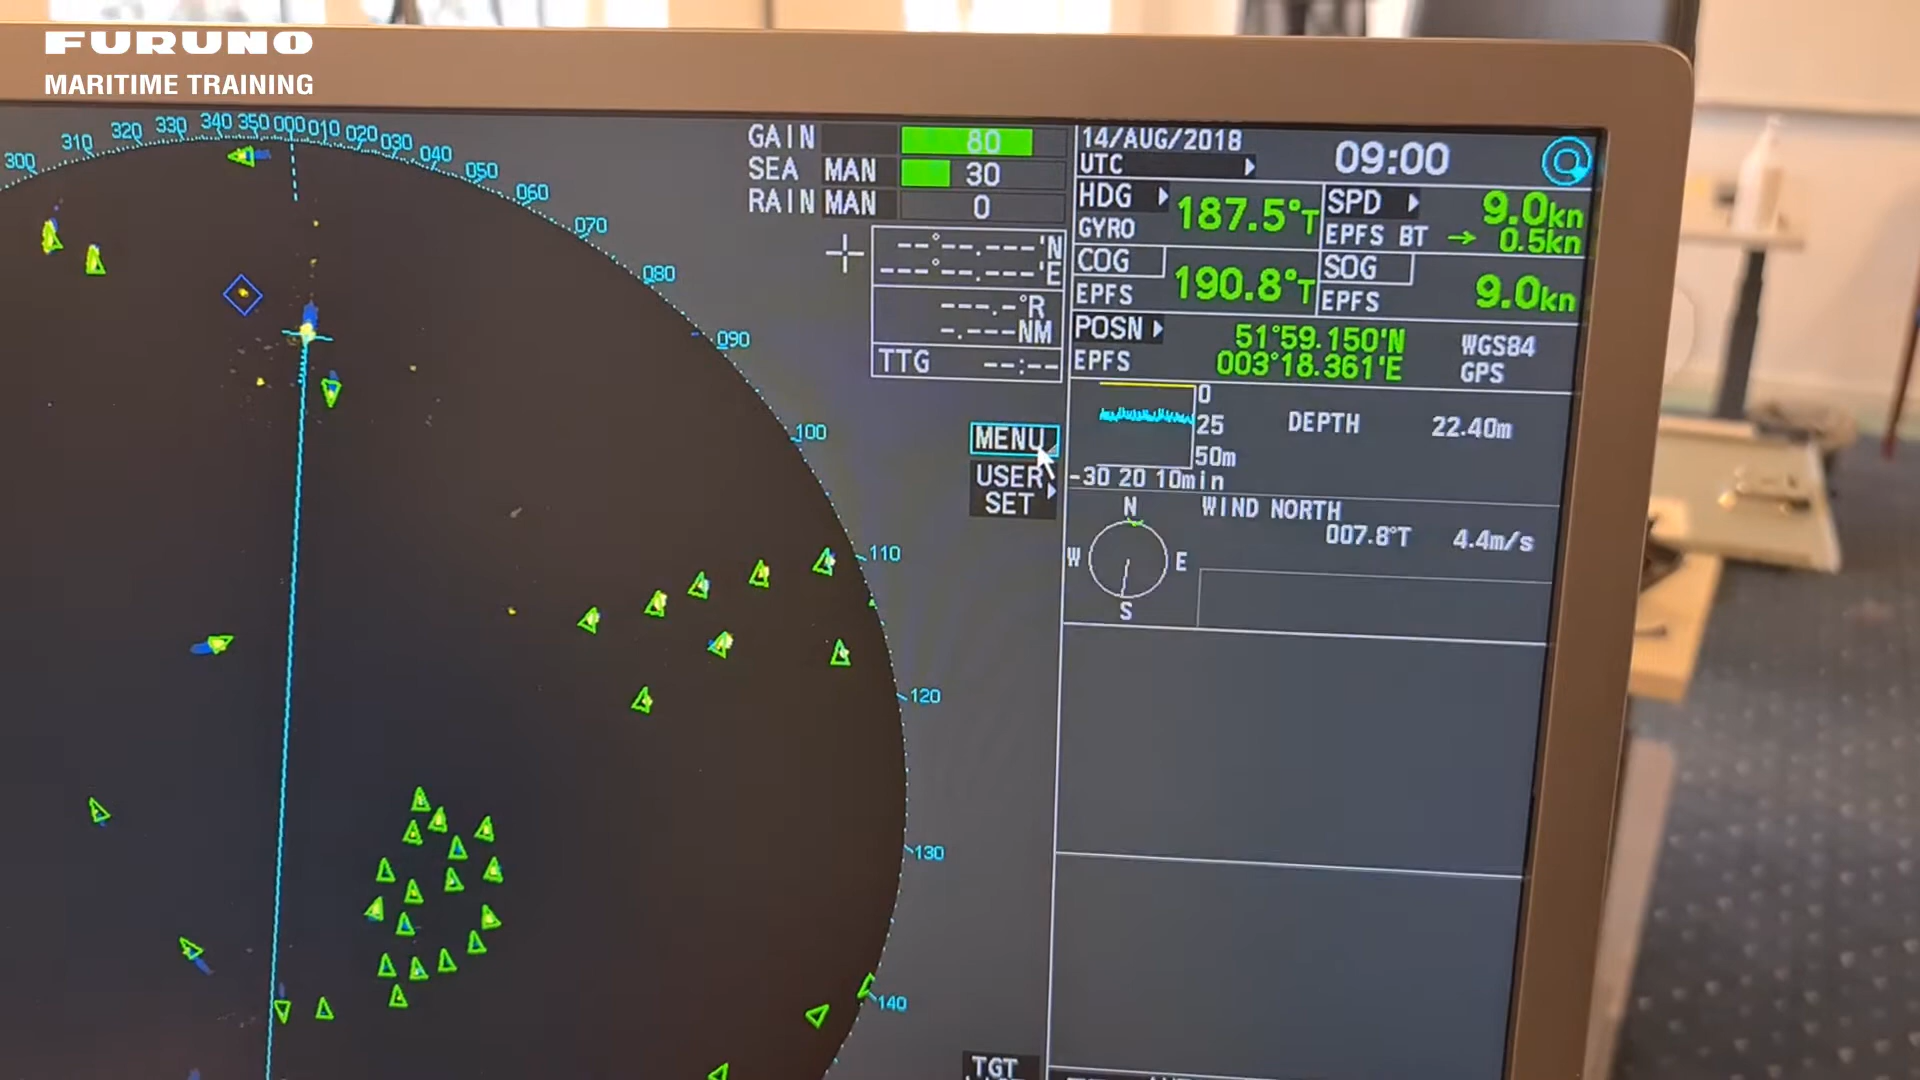 FURUNO
MARITIME TRAINING
300
310
320
330
340
350
000
010
020
030
040
050
060
070
080
090
100
110
120
130
140
GAIN 80
SEA MAN 30
RAIN MAN 0
--°--.---'N
---°--.---'E
---.-°R
-.---NM
TTG --:--
MENU
USER
SET
14/AUG/2018
UTC
09:00
HDG 187.5°T
GYRO
SPD 9.0kn
EPFS BT → 0.5kn
COG 190.8°T
EPFS
SOG 9.0kn
EPFS
POSN 51°59.150'N
EPFS 003°18.361'E
WGS84
GPS
0
25
50m
-30 20 10min
DEPTH 22.40m
N
W E
S
WIND NORTH
007.8°T 4.4m/s
TGT